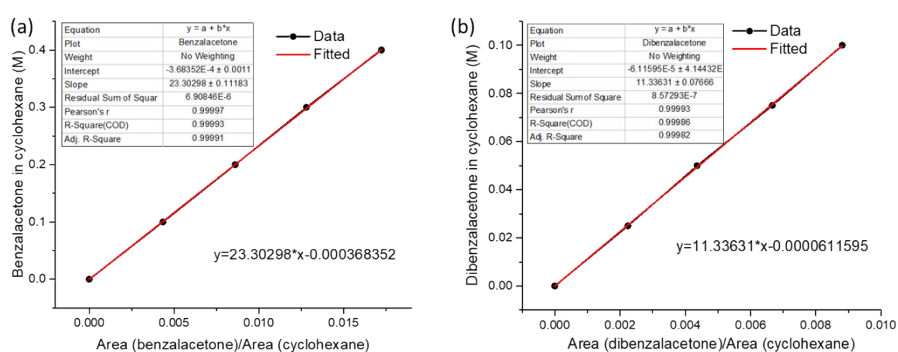 (a)
Equation y = a + b*x
Plot Benzalacetone
Weight No Weighting
Intercept -3.68352E-4 ± 0.0011
Slope 23.30298 ± 0.11183
Residual Sum of Squar 6.90846E-6
Pearson's r 0.99997
R-Square(COD) 0.99993
Adj. R-Square 0.99991
Data
Fitted
Benzalacetone in cyclohexane (M)
0.4
0.3
0.2
0.1
0.0
y=23.30298*x-0.000368352
0.000 0.005 0.010 0.015
Area (benzalacetone)/Area (cyclohexane)
(b)
Equation y = a + b*x
Plot Dibenzalacetone
Weight No Weighting
Intercept -6.11595E-5 ± 4.14432E
Slope 11.33631 ± 0.07666
Residual Sum of Square 8.57293E-7
Pearson's r 0.99993
R-Square(COD) 0.99986
Adj. R-Square 0.99982
Data
Fitted
Dibenzalacetone in cyclohexane (M)
0.10
0.08
0.06
0.04
0.02
0.00
y=11.33631*x-0.0000611595
0.000 0.002 0.004 0.006 0.008 0.010
Area (dibenzalacetone)/Area (cyclohexane)